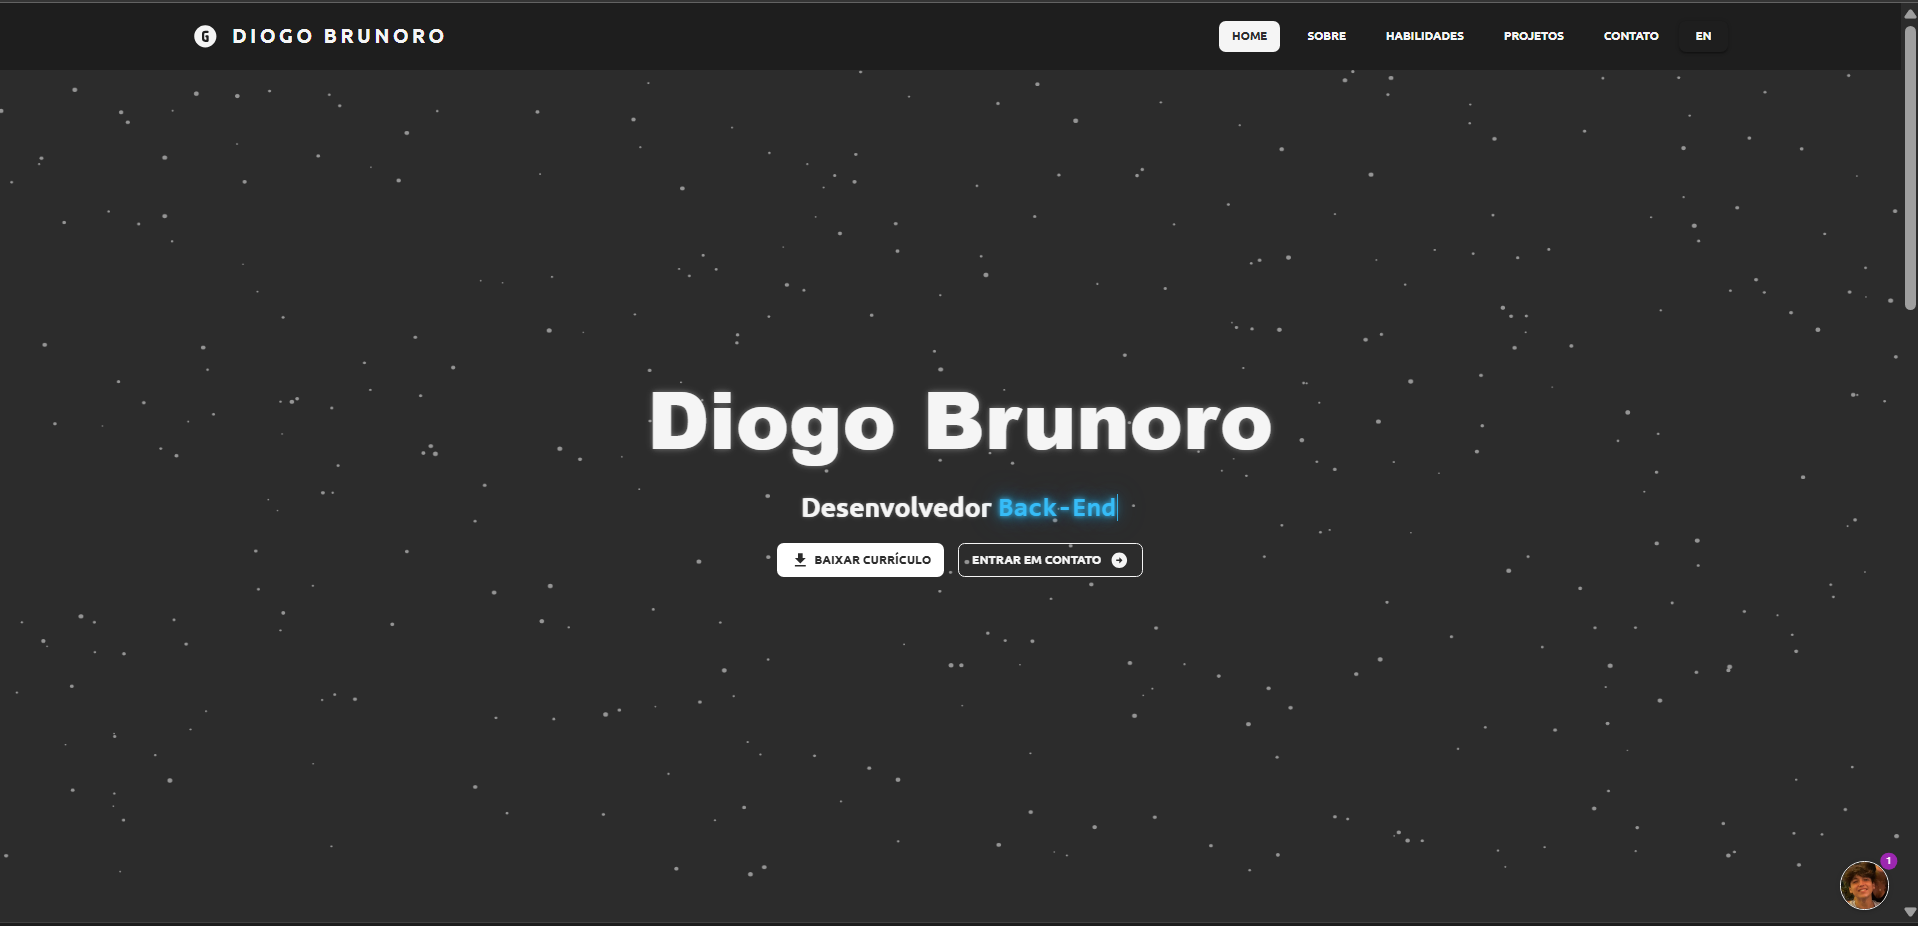 G DIOGO BRUNORO
HOME SOBRE HABILIDADES PROJETOS CONTATO EN
Diogo Brunoro
Desenvolvedor Back-End
BAIXAR CURRÍCULO ENTRAR EM CONTATO
1